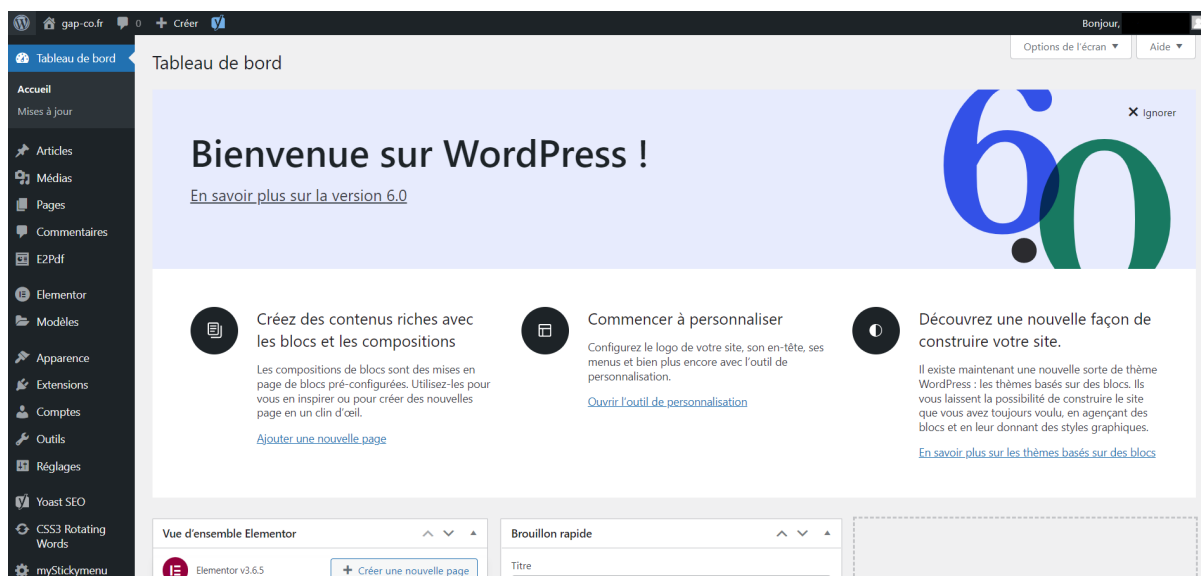 gap-co.fr 0 + Créer Bonjour,
Options de l'écran ▼ Aide ▼
Tableau de bord
Accueil
Mises à jour
Articles
Médias
Pages
Commentaires
E2Pdf
Elementor
Modèles
Apparence
Extensions
Comptes
Outils
Réglages
Yoast SEO
CSS3 Rotating
Words
myStickymenu
Tableau de bord
Ignorer
Bienvenue sur WordPress !
En savoir plus sur la version 6.0
6.0
Créez des contenus riches avec
les blocs et les compositions
Les compositions de blocs sont des mises en
page de blocs pré-configurées. Utilisez-les pour
vous en inspirer ou pour créer des nouvelles
page en un clin d'œil.
Ajouter une nouvelle page
Commencer à personnaliser
Configurez le logo de votre site, son en-tête, ses
menus et bien plus encore avec l'outil de
personnalisation.
Ouvrir l'outil de personnalisation
Découvrez une nouvelle façon de
construire votre site.
Il existe maintenant une nouvelle sorte de thème
WordPress : les thèmes basés sur des blocs. Ils
vous laissent la possibilité de construire le site
que vous avez toujours voulu, en agençant des
blocs et en leur donnant des styles graphiques.
En savoir plus sur les thèmes basés sur des blocs
Vue d'ensemble Elementor
Elementor v3.6.5
+ Créer une nouvelle page
Brouillon rapide
Titre